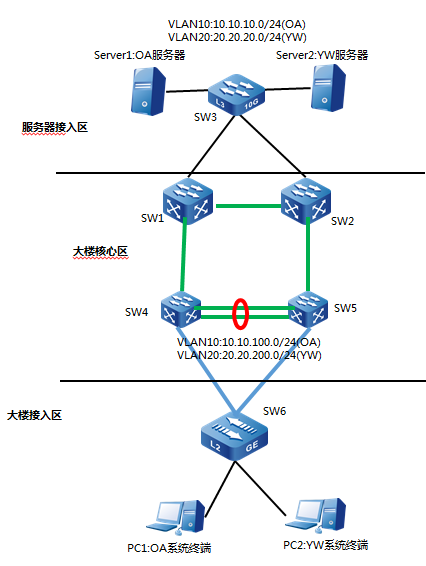 VLAN10:10.10.10.0/24(OA)
VLAN20:20.20.20.0/24(YW)
Server1:OA服务器
Server2:YW服务器
L3 10G
SW3
服务器接入区
SW1
SW2
大楼核心区
SW4
SW5
VLAN10:10.10.100.0/24(OA)
VLAN20:20.20.200.0/24(YW)
大楼接入区
SW6
L2 GE
PC1:OA系统终端
PC2:YW系统终端